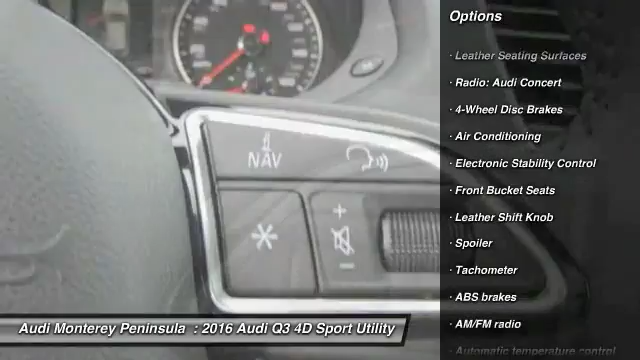 Options
· Leather Seating Surfaces
· Radio: Audi Concert
· 4-Wheel Disc Brakes
· Air Conditioning
· Electronic Stability Control
· Front Bucket Seats
· Leather Shift Knob
· Spoiler
· Tachometer
· ABS brakes
· AM/FM radio
· Automatic temperature control
NAV
+
-
Audi Monterey Peninsula : 2016 Audi Q3 4D Sport Utility